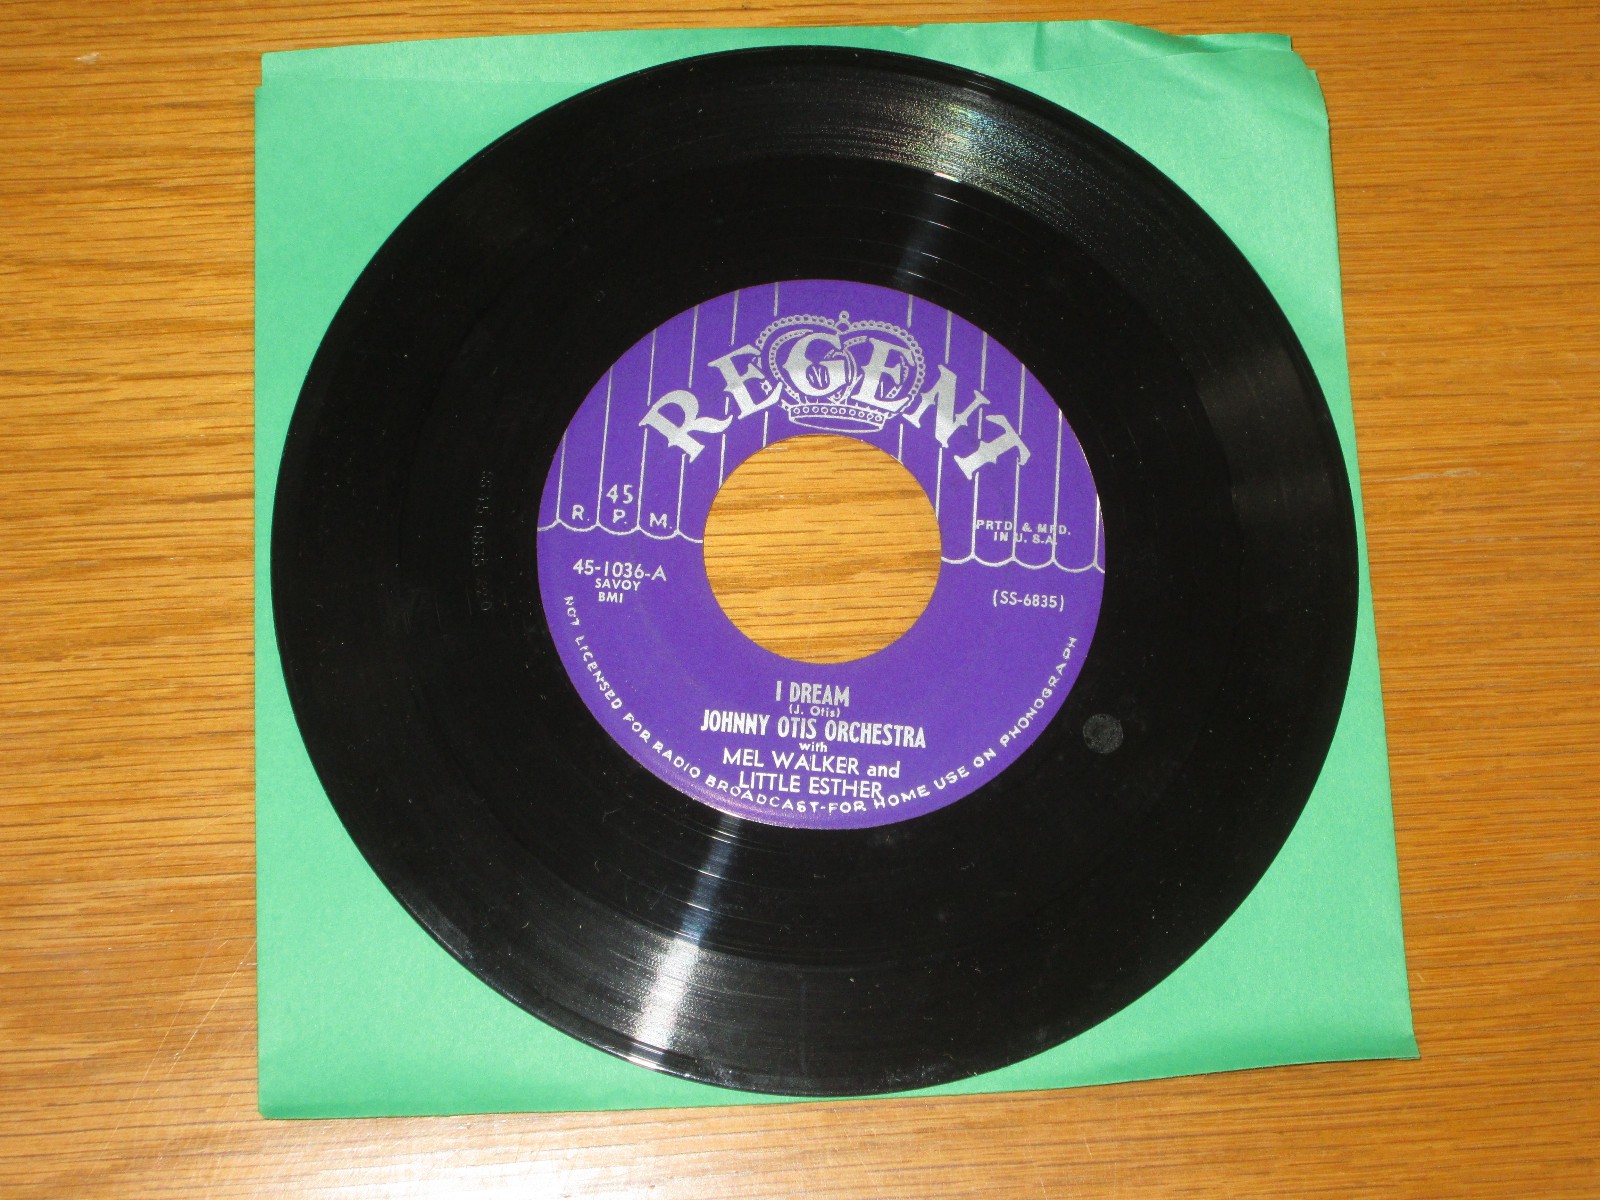 REGENT
45
R. P. M.
PRTD. & MFD.
IN U. S. A.
45-1036-A
SAVOY
BMI
(SS-6835)
I DREAM
(J. Otis)
JOHNNY OTIS ORCHESTRA
with
MEL WALKER and
LITTLE ESTHER
NOT LICENSED FOR RADIO BROADCAST-FOR HOME USE ON PHONOGRAPH